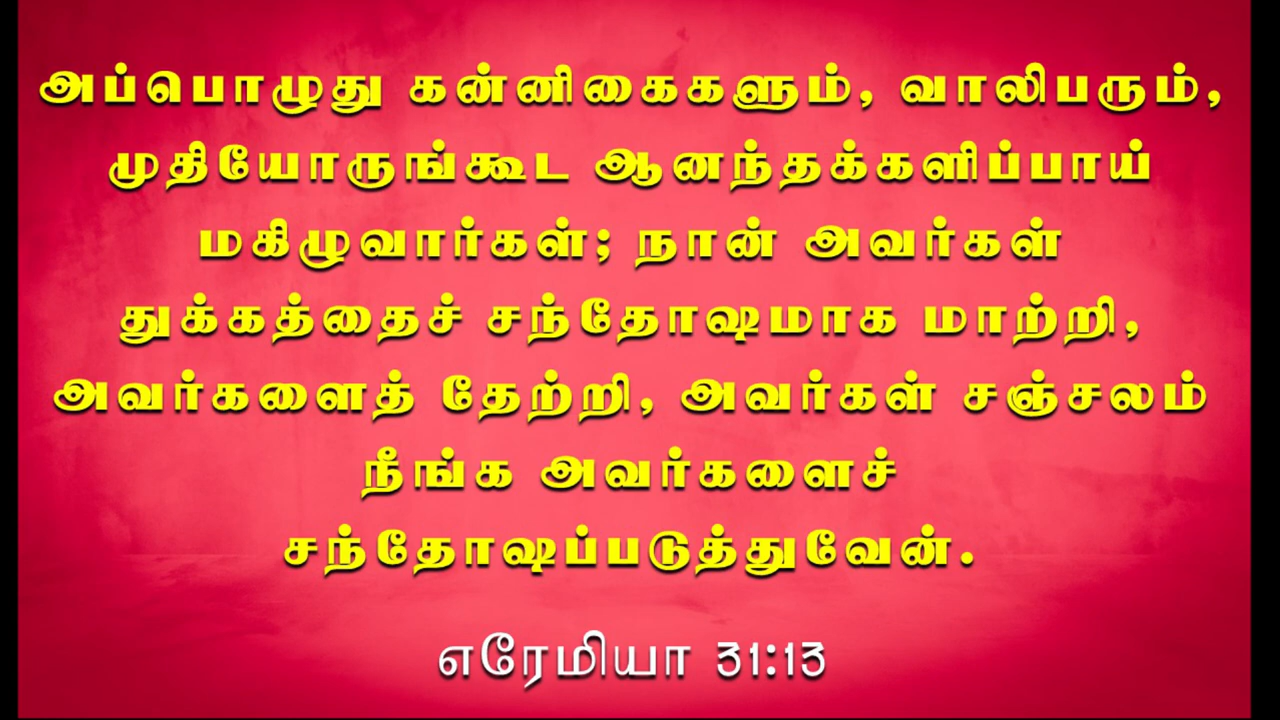 அப்பொழுது கன்னிகைகளும், வாலிபரும்,
முதியோருங்கூட ஆனந்தக்களிப்பாய்
மகிழுவார்கள்; நான் அவர்கள்
துக்கத்தைச் சந்தோஷமாக மாற்றி,
அவர்களைத் தேற்றி, அவர்கள் சஞ்சலம்
நீங்க அவர்களைச்
சந்தோஷப்படுத்துவேன்.
எரேமியா 31:13